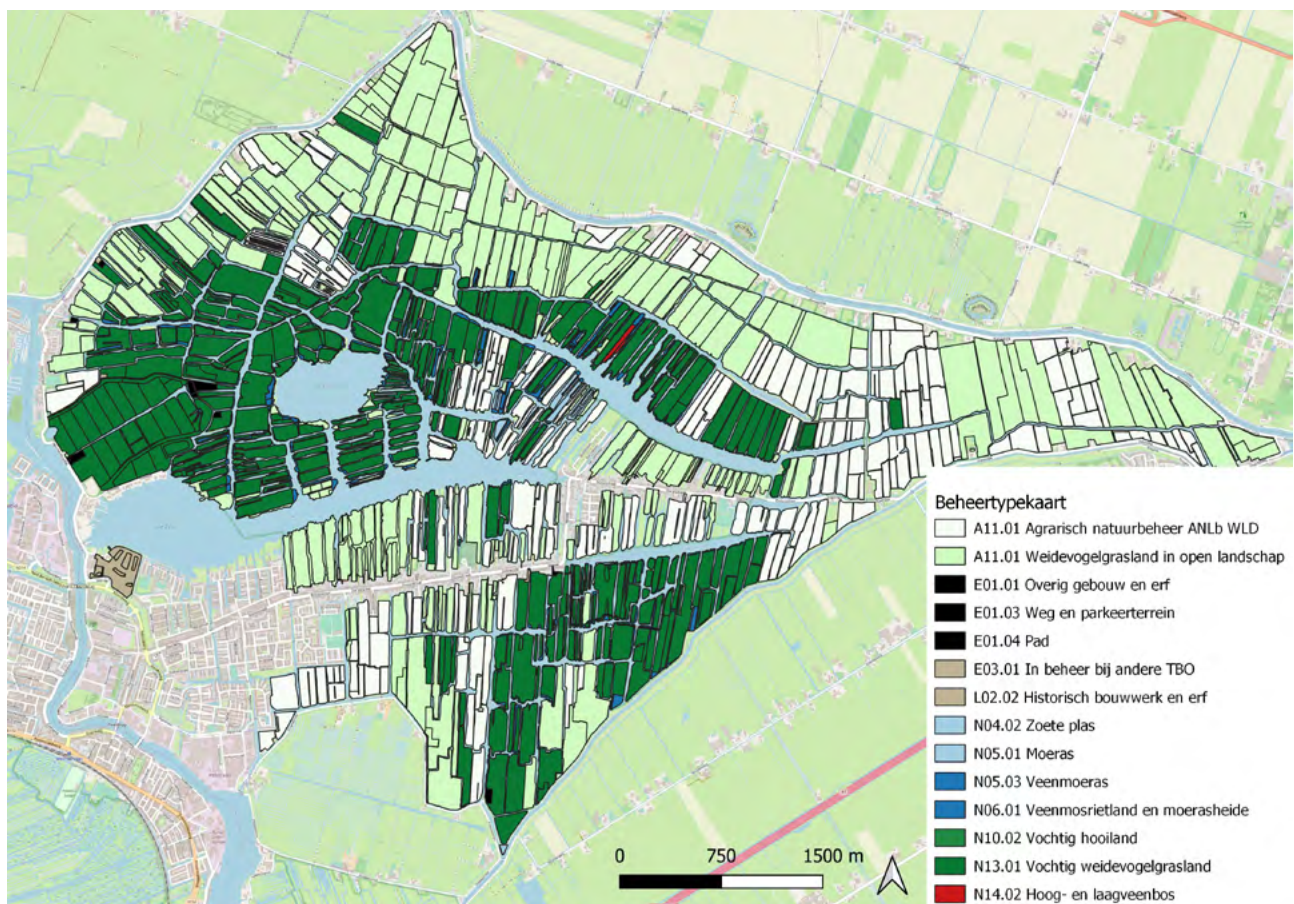 Beheertypekaart
A11.01 Agrarisch natuurbeheer ANLb WLD
A11.01 Weidevogelgrasland in open landschap
E01.01 Overig gebouw en erf
E01.03 Weg en parkeerterrein
E01.04 Pad
E03.01 In beheer bij andere TBO
L02.02 Historisch bouwwerk en erf
N04.02 Zoete plas
N05.01 Moeras
N05.03 Veenmoeras
N06.01 Veenmosrietland en moerasheide
N10.02 Vochtig hooiland
N13.01 Vochtig weidevogelgrasland
N14.02 Hoog- en laagveenbos
0 750 1500 m